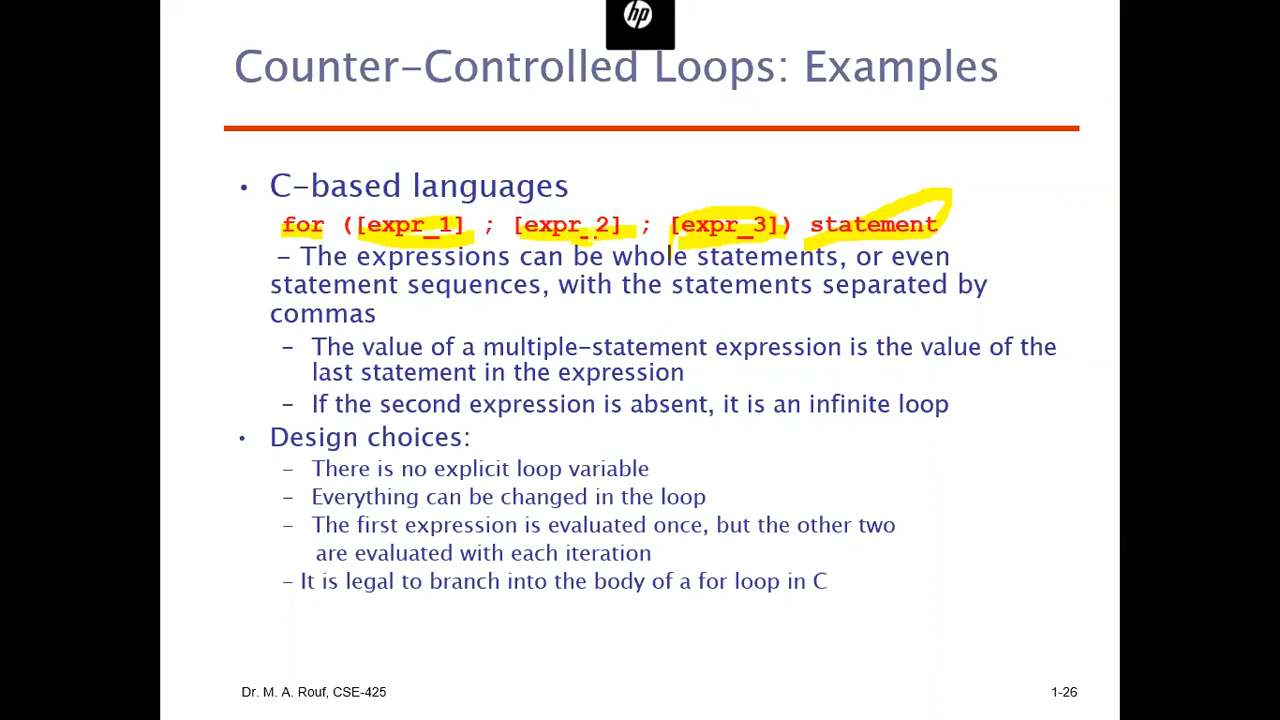 hp
Counter-Controlled Loops: Examples
• C-based languages
for ([expr_1] ; [expr_2] ; [expr_3]) statement
– The expressions can be whole statements, or even
statement sequences, with the statements separated by
commas
– The value of a multiple-statement expression is the value of the
last statement in the expression
– If the second expression is absent, it is an infinite loop
• Design choices:
– There is no explicit loop variable
– Everything can be changed in the loop
– The first expression is evaluated once, but the other two
are evaluated with each iteration
– It is legal to branch into the body of a for loop in C
Dr. M. A. Rouf, CSE-425
1-26